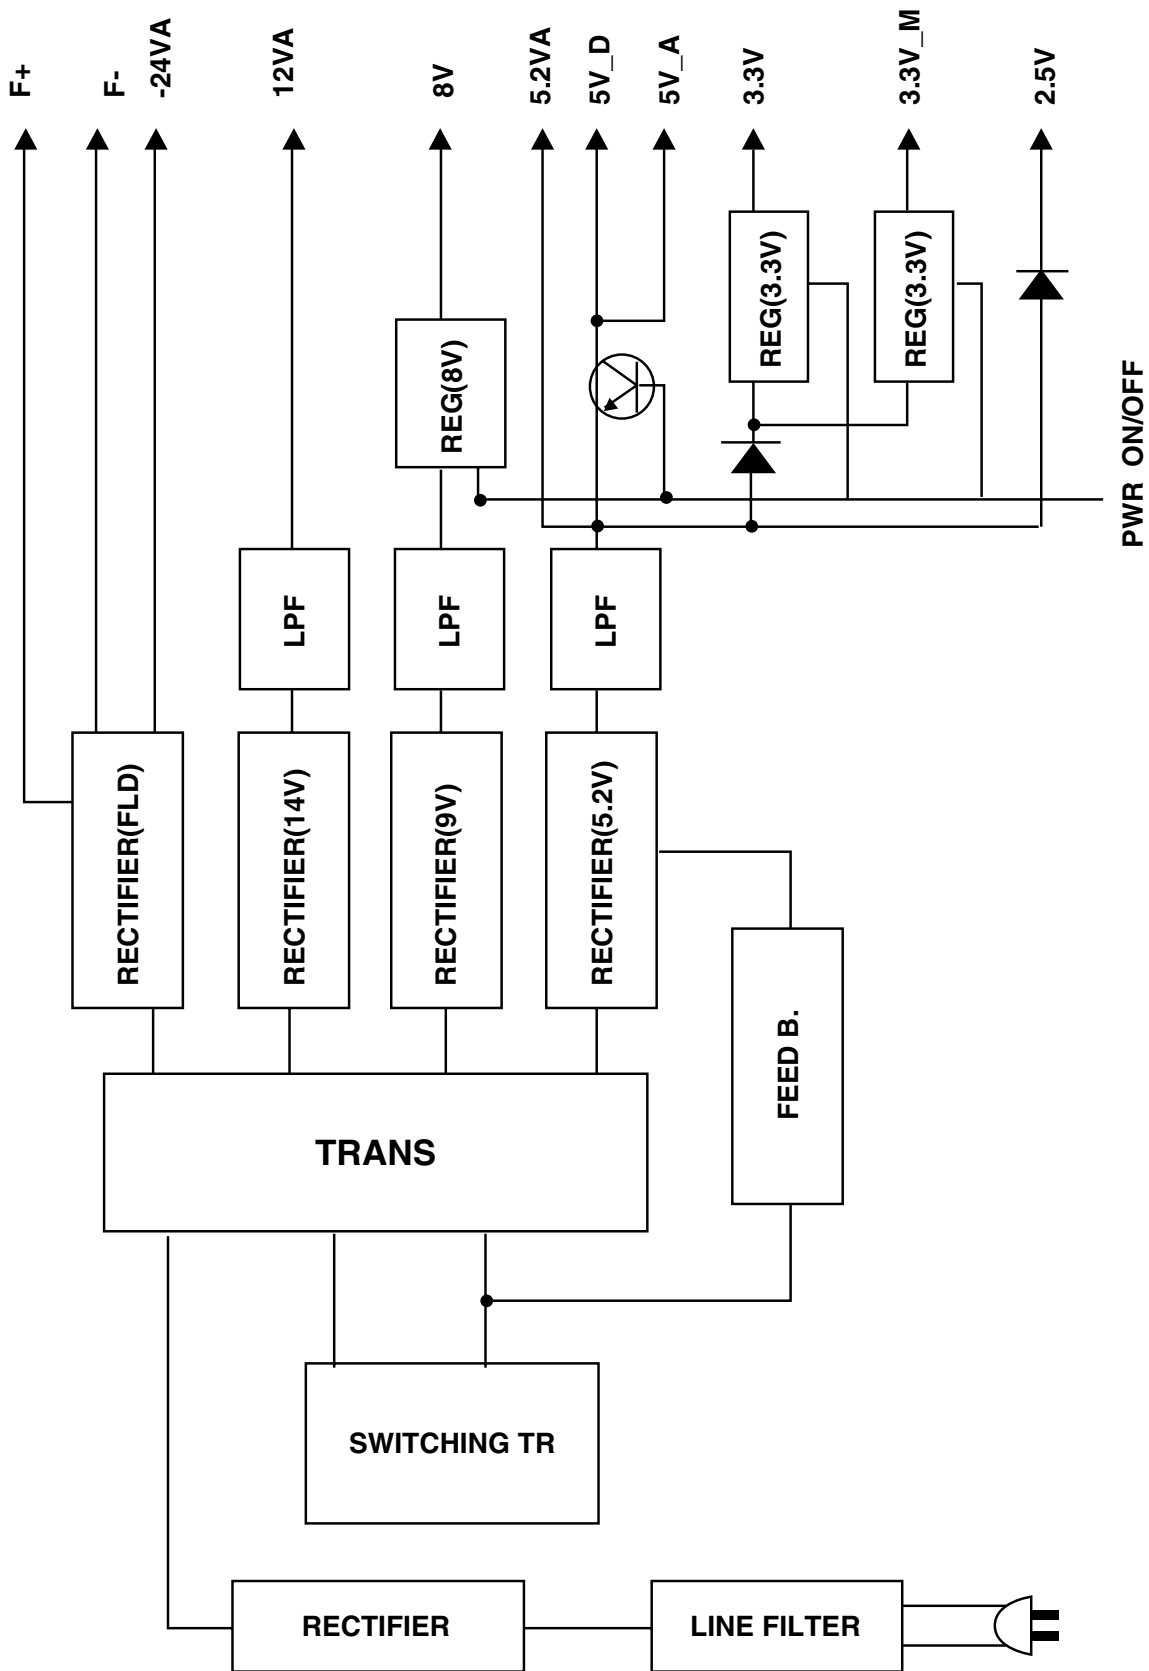 F+
F-
-24VA
12VA
8V
5.2VA
5V_D
5V_A
3.3V
3.3V_M
2.5V
REG(8V)
REG(3.3V)
REG(3.3V)
PWR ON/OFF
LPF
LPF
LPF
RECTIFIER(FLD)
RECTIFIER(14V)
RECTIFIER(9V)
RECTIFIER(5.2V)
FEED B.
TRANS
SWITCHING TR
RECTIFIER
LINE FILTER